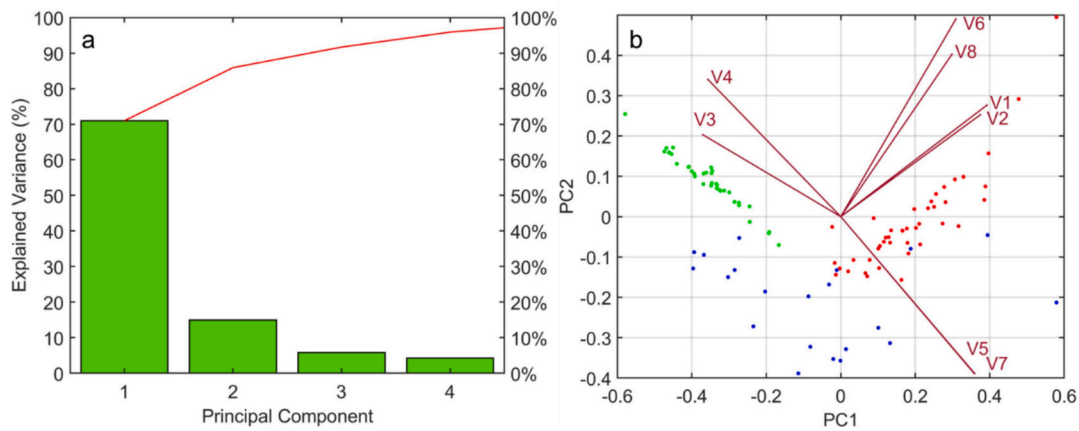 a
Explained Variance (%)
100
90
80
70
60
50
40
30
20
10
0
100%
90%
80%
70%
60%
50%
40%
30%
20%
10%
0%
1 2 3 4
Principal Component
b
PC2
0.4
0.3
0.2
0.1
0
-0.1
-0.2
-0.3
-0.4
V6
V8
V4
V1
V2
V3
V5
V7
-0.6 -0.4 -0.2 0 0.2 0.4 0.6
PC1